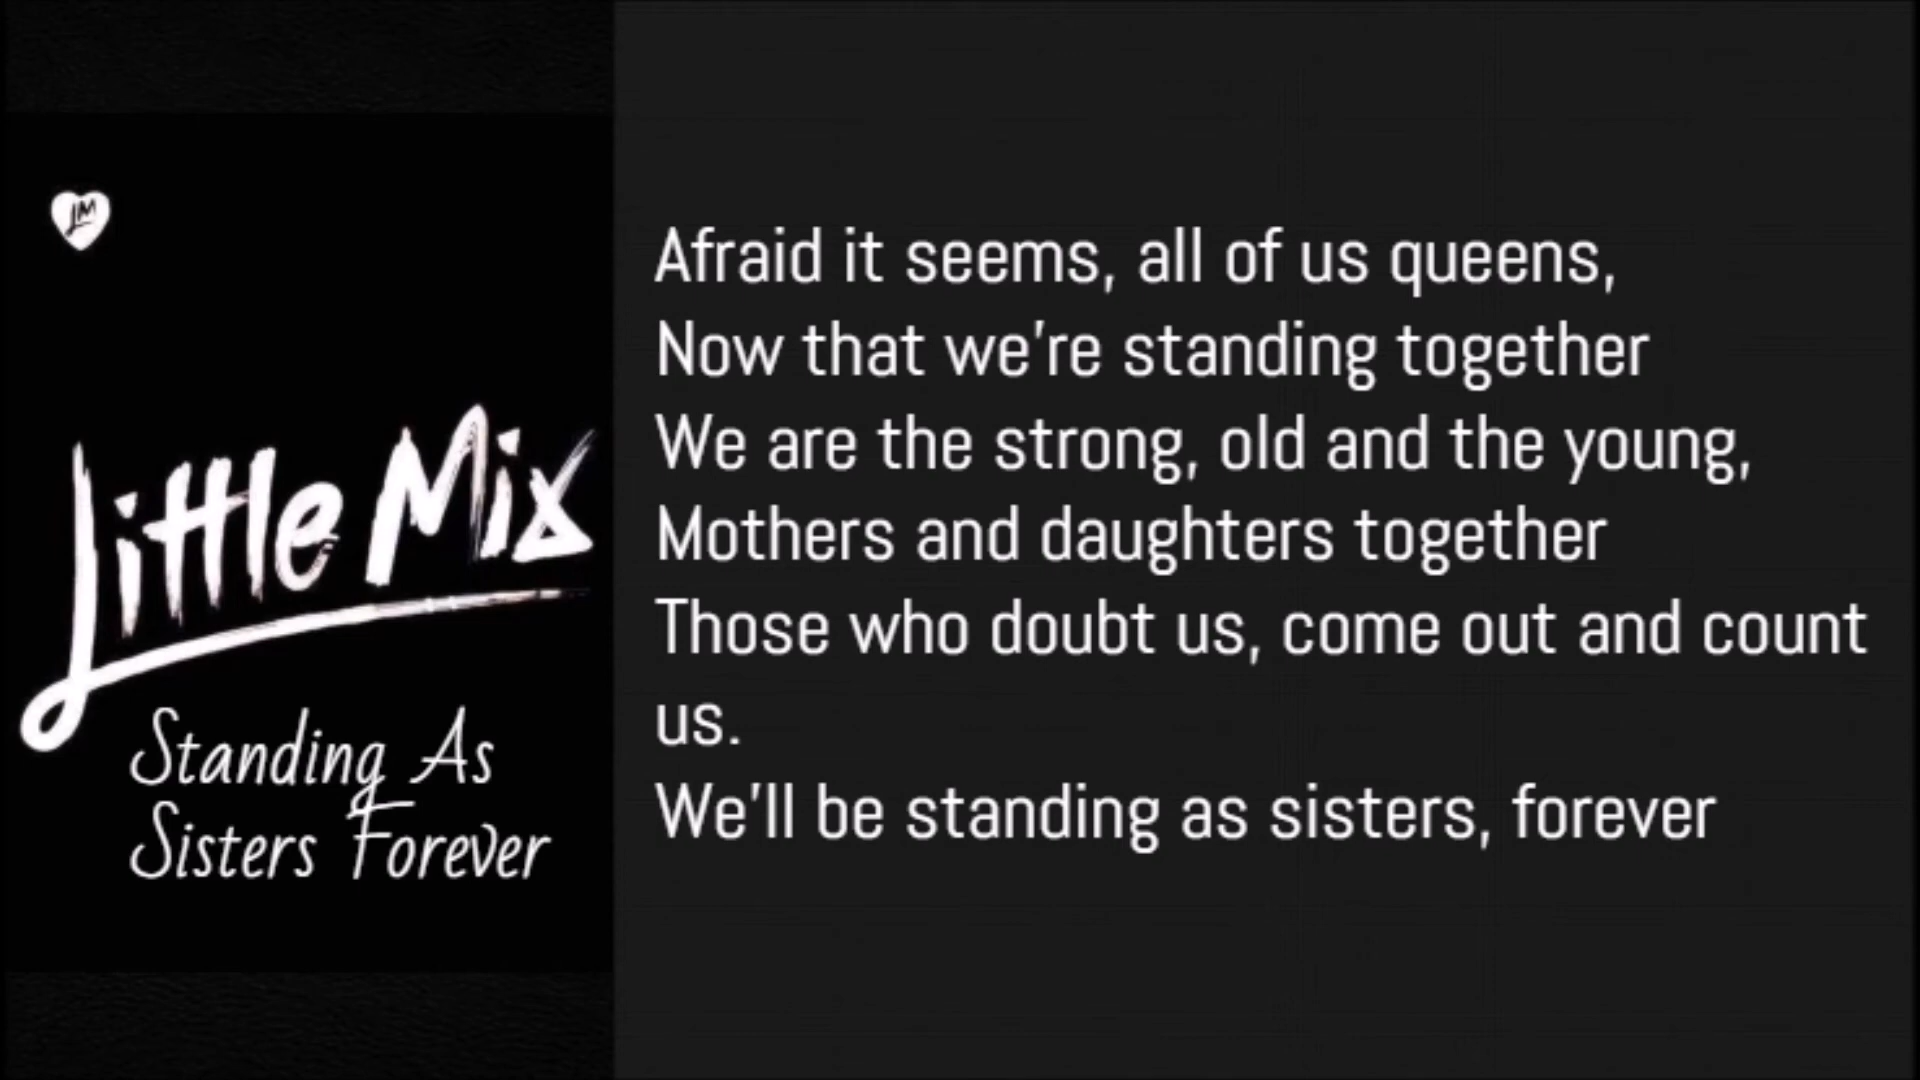 LM
Little Mix
Standing As
Sisters Forever
Afraid it seems, all of us queens,
Now that we're standing together
We are the strong, old and the young,
Mothers and daughters together
Those who doubt us, come out and count
us.
We'll be standing as sisters, forever